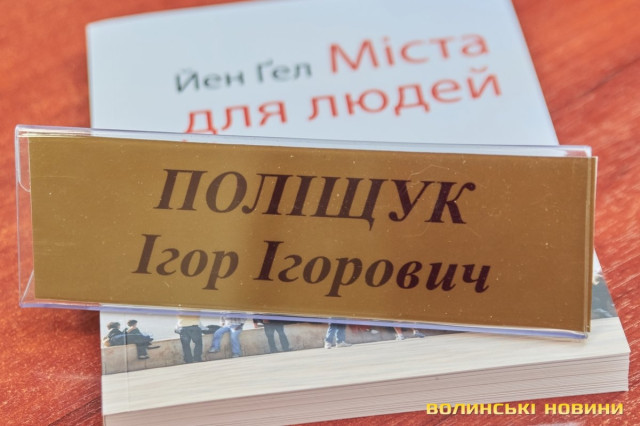 Йен Ґел Міста
для людей
ПОЛІЩУК
Ігор Ігорович
ВОЛИНСЬКІ НОВИНИ